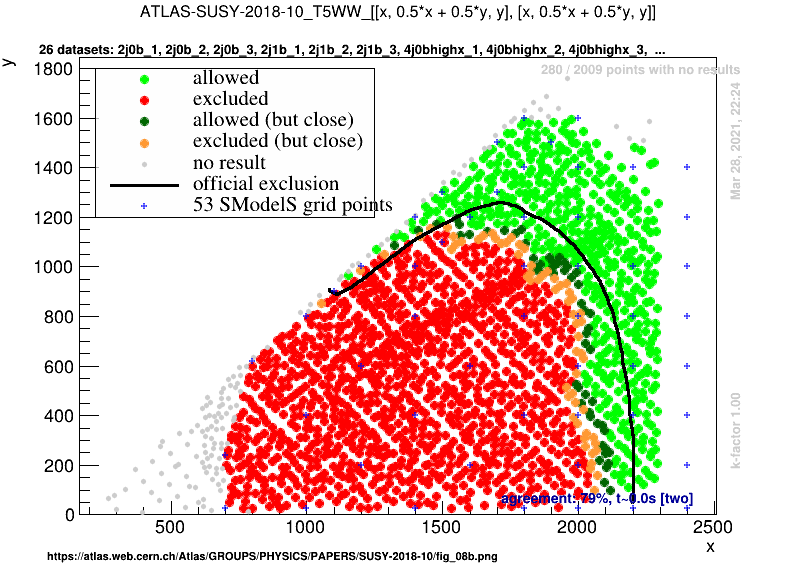 ATLAS-SUSY-2018-10_T5WW_[[x, 0.5*x + 0.5*y, y], [x, 0.5*x + 0.5*y, y]]
26 datasets: 2j0b_1, 2j0b_2, 2j0b_3, 2j1b_1, 2j1b_2, 2j1b_3, 4j0bhighx_1, 4j0bhighx_2, 4j0bhighx_3, ...
y
280 / 2009 points with no results
allowed
excluded
allowed (but close)
excluded (but close)
no result
official exclusion
53 SModelS grid points
Mar 28, 2021, 22:24
k-factor 1.00
1800
1600
1400
1200
1000
800
600
400
200
0
agreement: 79%, t~0.0s [two]
500 1000 1500 2000 2500
x
https://atlas.web.cern.ch/Atlas/GROUPS/PHYSICS/PAPERS/SUSY-2018-10/fig_08b.png